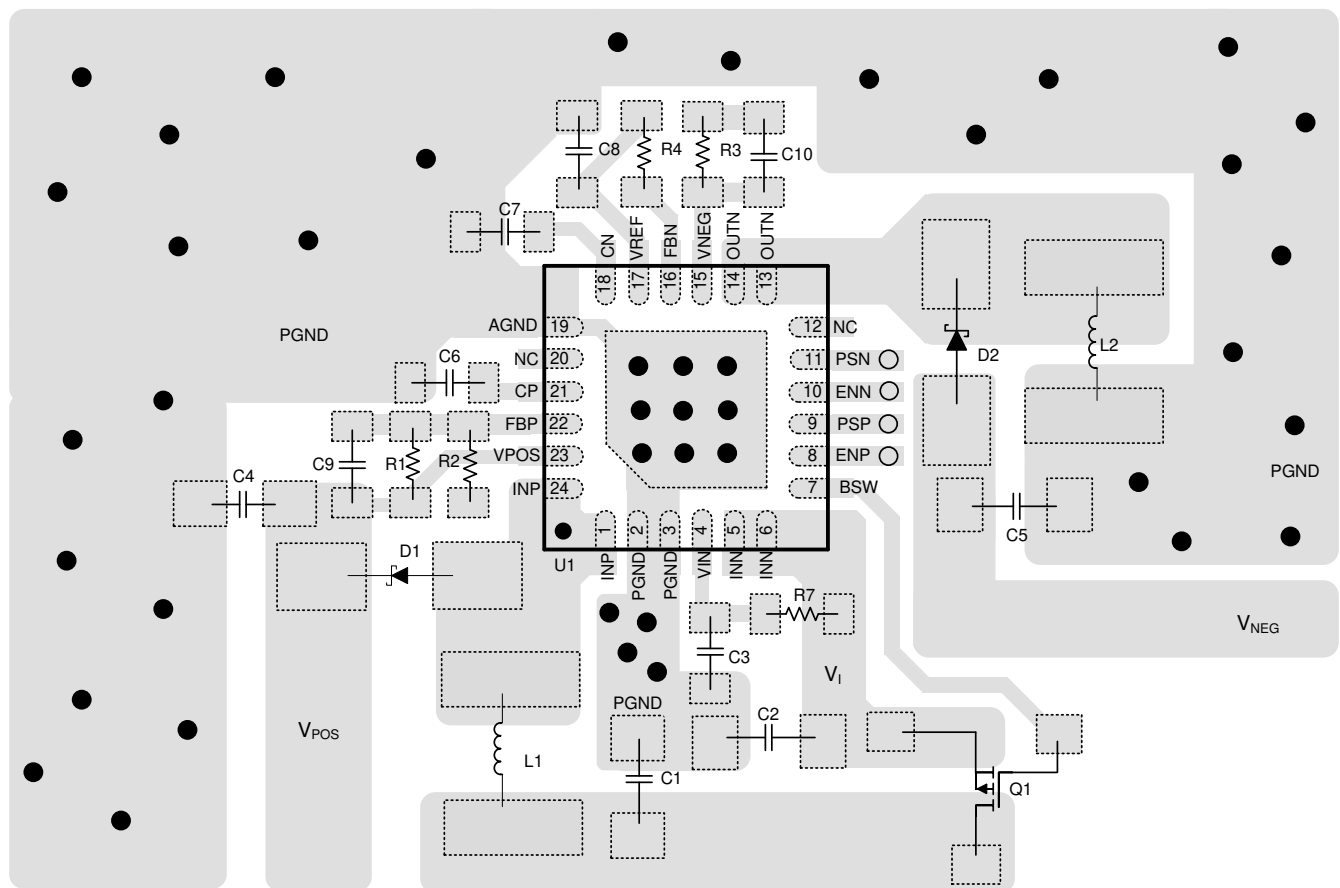 C8
R4
R3
C10
C7
CN
VREF
FBN
VNEG
OUTN
OUTN
18
17
16
15
14
13
PGND
AGND
19
12
NC
D2
L2
NC
20
11
PSN
C6
CP
21
10
ENN
FBP
22
9
PSP
C9
R1
R2
VPOS
23
8
ENP
PGND
C4
INP
24
7
BSW
C5
1
2
3
4
5
6
D1
U1
INP
PGND
PGND
VIN
INN
INN
R7
VNEG
C3
VI
PGND
VPOS
C2
L1
C1
Q1